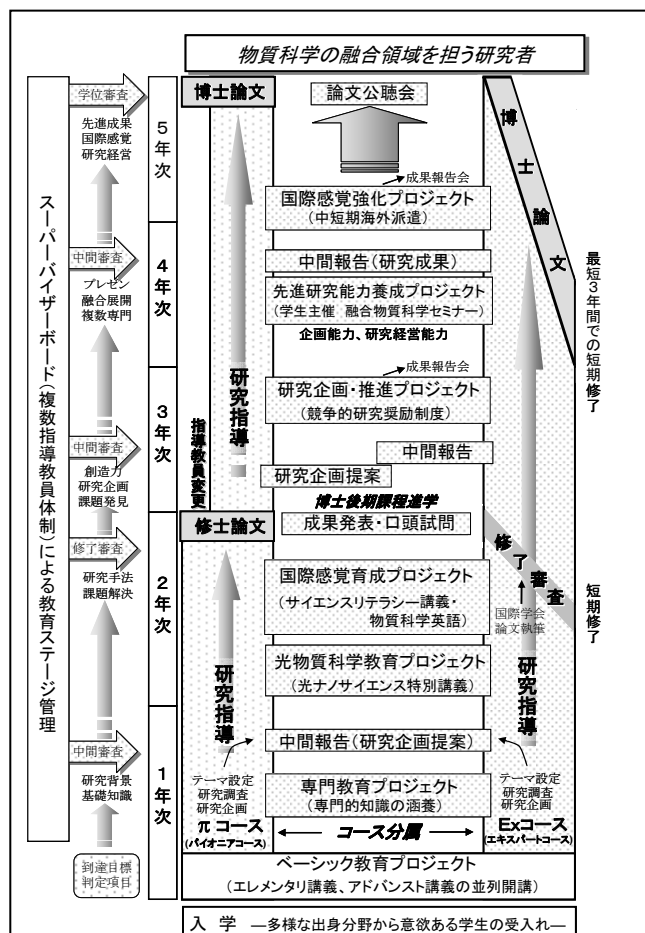 物質科学の融合領域を担う研究者
スーパーバイザーボード(複数指導教員体制)による教育ステージ管理
学位審査
先進成果
国際感覚
研究経営
中間審査
プレゼン
融合展開
複数専門
中間審査
創造力
研究企画
課題発見
修了審査
研究手法
課題解決
中間審査
研究背景
基礎知識
到達目標
判定項目
5年次
4年次
3年次
2年次
1年次
博士論文
研究指導
指導教員変更
修士論文
研究指導
テーマ設定
研究調査
研究企画
πコース
(パイオニアコース)
論文公聴会
成果報告会
国際感覚強化プロジェクト
(中短期海外派遣)
中間報告(研究成果)
先進研究能力養成プロジェクト
(学生主催 融合物質科学セミナー)
企画能力、研究経営能力
成果報告会
研究企画・推進プロジェクト
(競争的研究奨励制度)
中間報告
研究企画提案
博士後期課程進学
成果発表・口頭試問
国際感覚育成プロジェクト
(サイエンスリテラシー講義・
物質科学英語)
光物質科学教育プロジェクト
(光ナノサイエンス特別講義)
中間報告(研究企画提案)
専門教育プロジェクト
(専門的知識の涵養)
コース分属
博士論文
最短3年間での短期修了
修了審査
国際学会
論文執筆
短期修了
研究指導
テーマ設定
研究調査
研究企画
Exコース
(エキスパートコース)
ベーシック教育プロジェクト
(エレメンタリ講義、アドバンスト講義の並列開講)
入 学 ―多様な出身分野から意欲ある学生の受入れ―